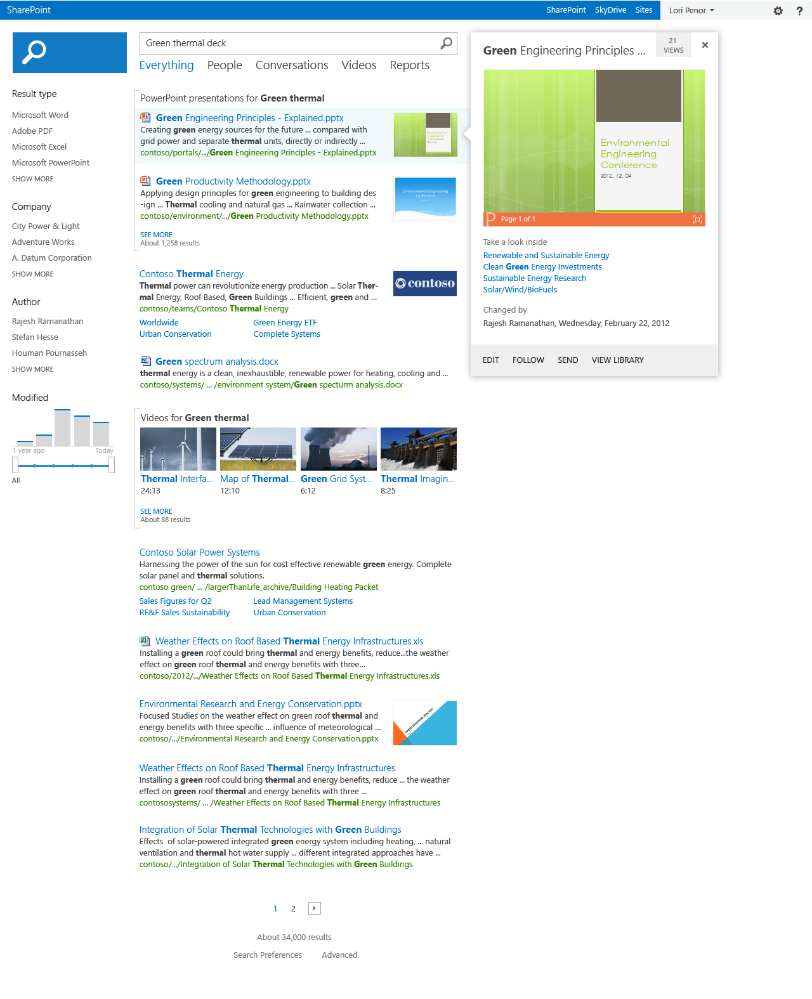 SharePoint
SharePoint SkyDrive Sites Lori Penor ?
Green thermal deck
Everything People Conversations Videos Reports
Result type
Microsoft Word
Adobe PDF
Microsoft Excel
Microsoft PowerPoint
SHOW MORE
Company
City Power & Light
Adventure Works
A. Datum Corporation
SHOW MORE
Author
Rajesh Ramanathan
Stefan Hesse
Houman Pournasseh
SHOW MORE
Modified
1 year ago Today
All
PowerPoint presentations for Green thermal
Green Engineering Principles - Explained.pptx
Creating green energy sources for the future ... compared with
grid power and separate thermal units, directly or indirectly ...
contoso/portals/.../Green Engineering Principles - Explained.pptx
Green Productivity Methodology.pptx
Applying design principles for green engineering to building des
-ign ... Thermal cooling and natural gas ... Rainwater collection ...
contoso/environment/.../Green Productivity Methodology.pptx
SEE MORE
About 1,258 results
Contoso Thermal Energy
Thermal power can revolutionize energy production ... Solar Ther-
mal Energy, Roof Based, Green Buildings ... Efficient, green and ...
contoso/teams/Contoso Thermal Energy
contoso
Worldwide Green Energy ETF
Urban Conservation Complete Systems
Green spectrum analysis.docx
thermal energy is a clean, inexhaustible, renewable power for heating, cooling and ...
contoso/systems/ ... /environment system/Green specturm analysis.docx
Videos for Green thermal
Thermal Interfa... Map of Thermal... Green Grid Syst... Thermal Imagin...
24:13 12:10 6:12 8:25
SEE MORE
About 88 results
Contoso Solar Power Systems
Harnessing the power of the sun for cost effective renewable green energy. Complete
solar panel and thermal solutions.
contoso green/ ... /largerThanLife_archive/Building Heating Packet
Sales Figures for Q2 Lead Management Systems
RF&F Sales Sustainability Urban Conservation
Weather Effects on Roof Based Thermal Energy Infrastructures.xls
Installing a green roof could bring thermal and energy benefits, reduce...the weather
effect on green roof thermal and energy benefits with three...
contoso/2012/.../Weather Effects on Roof Based Thermal Energy Infrastructures.xls
Environmental Research and Energy Conservation.pptx
Focused Studies on the weather effect on green roof thermal and
energy benefits with three specific ... influence of meteorological ...
contoso/.../Environmental Research and Energy Conservation.pptx
Weather Effects on Roof Based Thermal Energy Infrastructures
Installing a green roof could bring thermal and energy benefits, reduce ... the weather
effect on green roof thermal and energy benefits with three ...
contososystems/ ... /Weather Effects on Roof Based Thermal Energy Infrastructures
Integration of Solar Thermal Technologies with Green Buildings
Effects of solar-powered integrated green energy system including heating, ... natural
ventilation and thermal hot water supply ... different integrated approaches have ...
contoso/.../Integration of Solar Thermal Technologies with Green Buildings
1 2
About 34,000 results
Search Preferences Advanced
Green Engineering Principles ...
21
VIEWS
Environmental
Engineering
Conference
2012. 12. 04
Page 1 of 1
Take a look inside
Renewable and Sustainable Energy
Clean Green Energy Investments
Sustainable Energy Research
Solar/Wind/BioFuels
Changed by
Rajesh Ramanathan, Wednesday, February 22, 2012
EDIT FOLLOW SEND VIEW LIBRARY